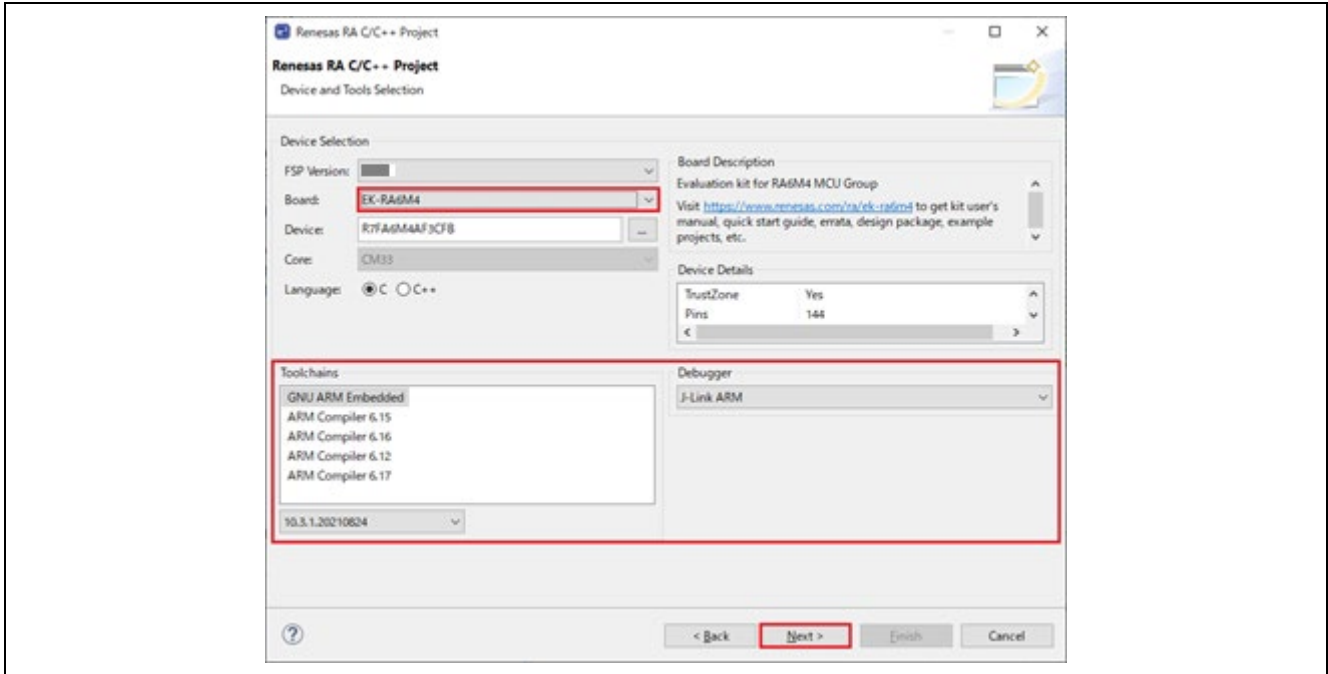 Renesas RA C/C++ Project
Renesas RA C/C++ Project
Device and Tools Selection
Device Selection
FSP Version:
Board: EK-RA6M4
Device: R7FA6M4AF3CFB ...
Core: CM33
Language: C C++
Board Description
Evaluation kit for RA6M4 MCU Group
Visit https://www.renesas.com/ra/ek-ra6m4 to get kit user's
manual, quick start guide, errata, design package, example
projects, etc.
Device Details
TrustZone Yes
Pins 144
Toolchains
GNU ARM Embedded
ARM Compiler 6.15
ARM Compiler 6.16
ARM Compiler 6.12
ARM Compiler 6.17
10.3.1.20210824
Debugger
J-Link ARM
?
< Back Next > Finish Cancel